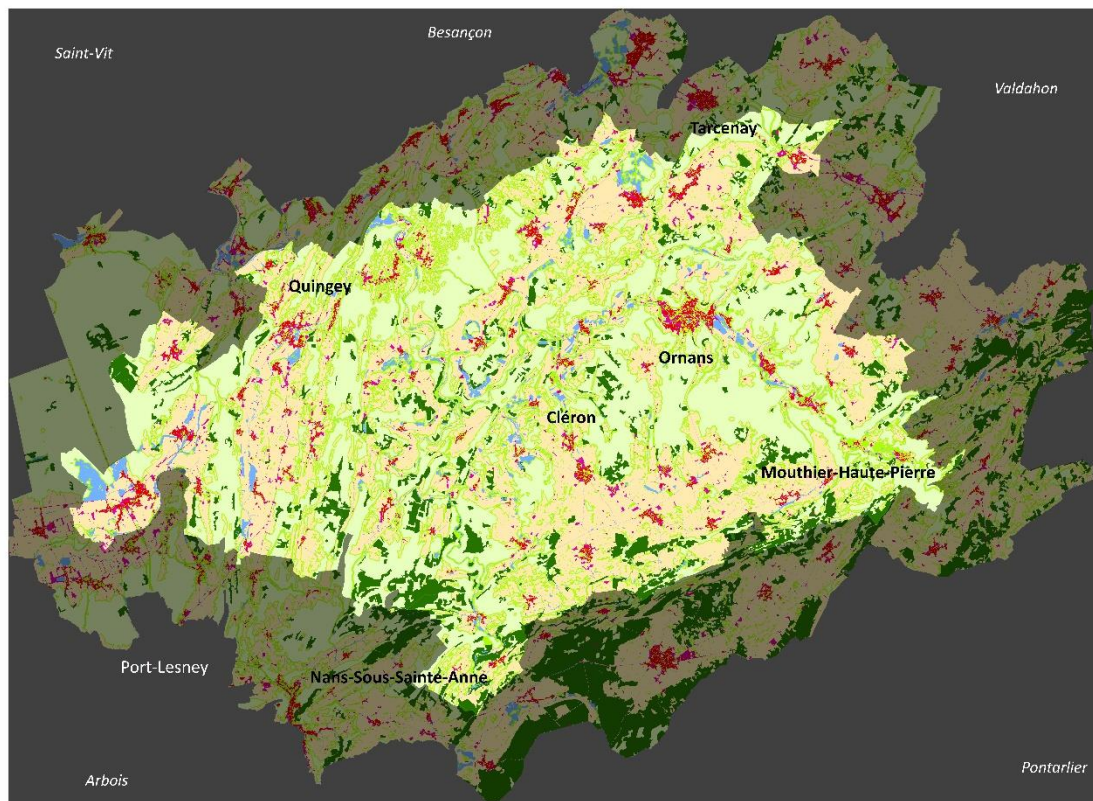 Besançon
Saint-Vit
Valdahon
Tarcenay
Quingey
Ornans
Cléron
Mouthier-Haute-Pierre
Port-Lesney
Nans-Sous-Sainte-Anne
Pontarlier
Arbois